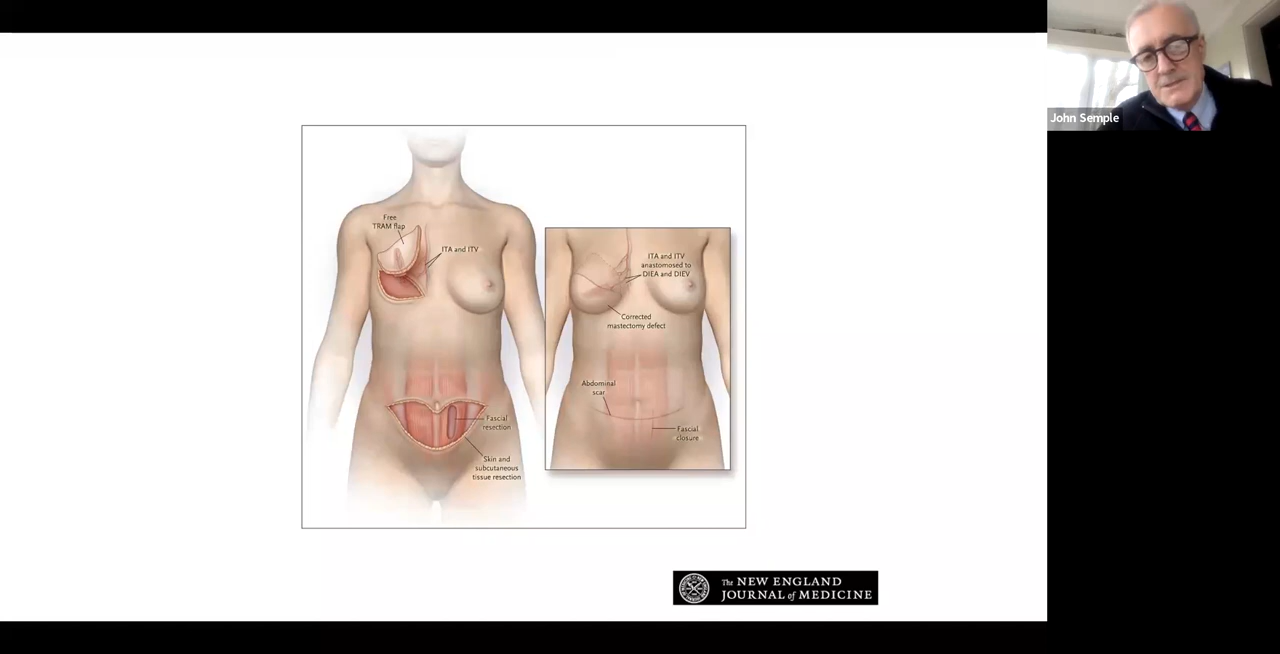 John Semple
Free
TRAM flap
ITA and ITV
Fascial
resection
Skin and
subcutaneous
tissue resection
ITA and ITV
anastomosed to
DIEA and DIEV
Corrected
mastectomy defect
Abdominal
scar
Fascial
closure
The NEW ENGLAND
JOURNAL of MEDICINE